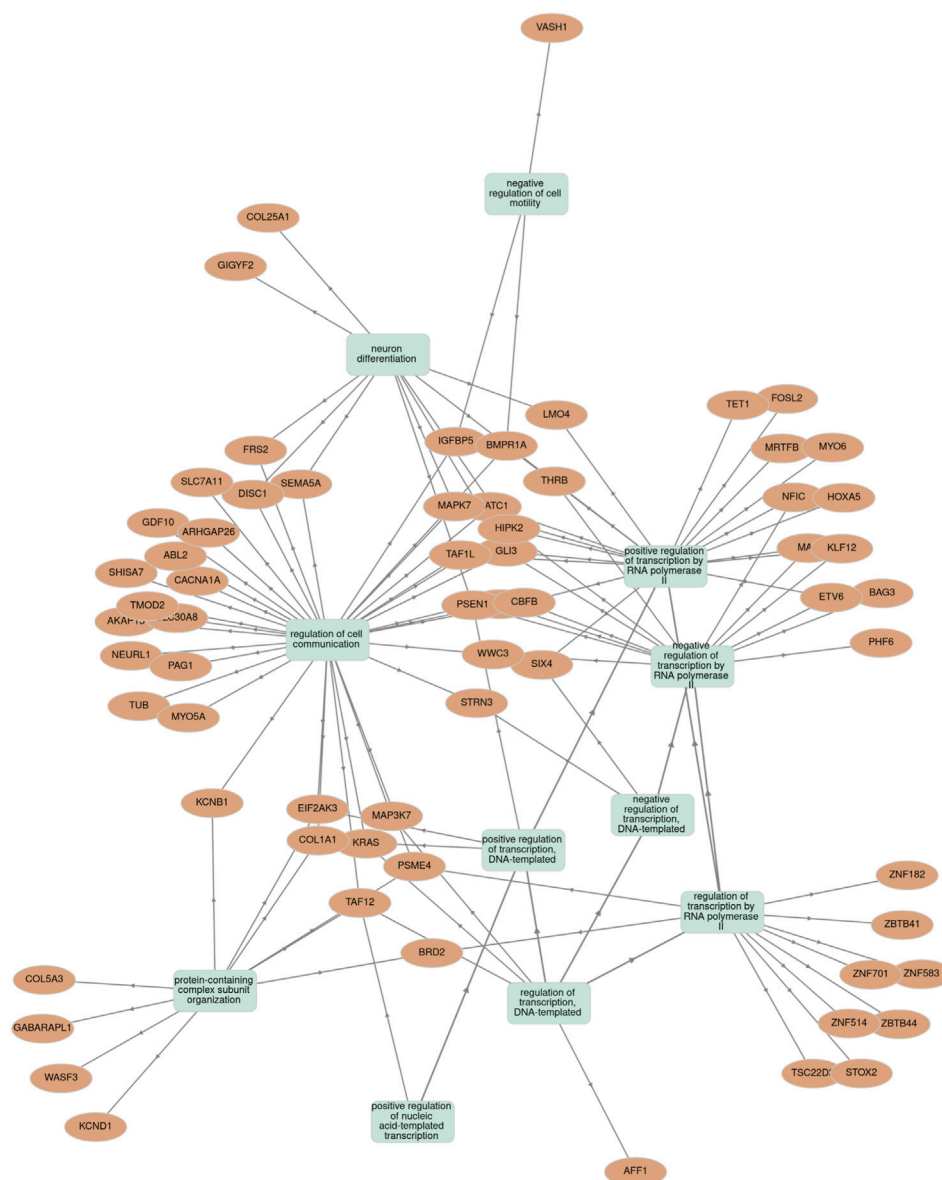 VASH1
negative
regulation of cell
motility
COL25A1
GIGYF2
neuron
differentiation
TET1
FOSL2
LMO4
IGFBP5
BMPR1A
MRTFB
MYO6
FRS2
SLC7A11
DISC1
SEMA5A
THRB
NFIC
HOXA5
MAPK7
ATC1
GDF10
ARHGAP26
HIPK2
ABL2
TAF1L
GLI3
positive regulation
of transcription by
RNA polymerase
II
KLF12
SHISA7
CACNA1A
TMOD2
PSEN1
CBFB
ETV6
BAG3
NEURL1
PAG1
regulation of cell
communication
WWC3
SIX4
negative
regulation of
transcription by
RNA polymerase
II
PHF6
TUB
MYO5A
STRN3
KCNB1
EIF2AK3
MAP3K7
COL1A1
KRAS
PSME4
positive regulation
of transcription,
DNA-templated
negative
regulation of
transcription,
DNA-templated
TAF12
regulation of
transcription by
RNA polymerase
II
ZNF182
ZBTB41
BRD2
COL5A3
protein-containing
complex subunit
organization
regulation of
transcription,
DNA-templated
ZNF701
ZNF583
GABARAPL1
ZNF514
ZBTB44
WASF3
TSC22D
STOX2
KCND1
positive regulation
of nucleic
acid-templated
transcription
AFF1